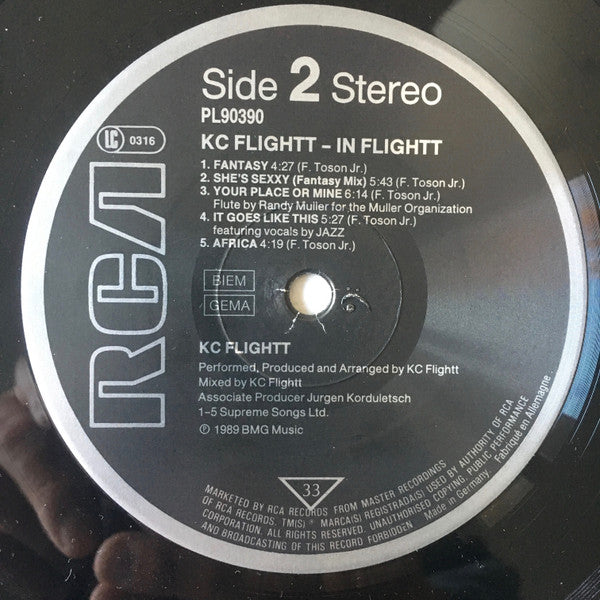 Side 2 Stereo
PL90390
KC FLIGHTT – IN FLIGHTT
LC 0316
1. FANTASY 4:27 (F. Toson Jr.)
2. SHE'S SEXXY (Fantasy Mix) 5:43 (F. Toson Jr.)
3. YOUR PLACE OR MINE 6:14 (F. Toson Jr.)
Flute by Randy Muller for the Muller Organization
4. IT GOES LIKE THIS 5:27 (F. Toson Jr.)
featuring vocals by JAZZ
5. AFRICA 4:19 (F. Toson Jr.)
RCA
BIEM
GEMA
KC FLIGHTT
Performed, Produced and Arranged by KC Flightt
Mixed by KC Flightt
Associate Producer Jurgen Korduletsch
1–5 Supreme Songs Ltd.
℗ 1989 BMG Music
33
MARKETED BY RCA RECORDS FROM MASTER RECORDINGS
OF RCA RECORDS. TM(S) ® MARCA(S) REGISTRADA(S) USED BY AUTHORITY OF RCA
CORPORATION. ALL RIGHTS RESERVED. UNAUTHORISED COPYING, PUBLIC PERFORMANCE
AND BROADCASTING OF THIS RECORD FORBIDDEN
Made in Germany · Fabriqué en Allemagne